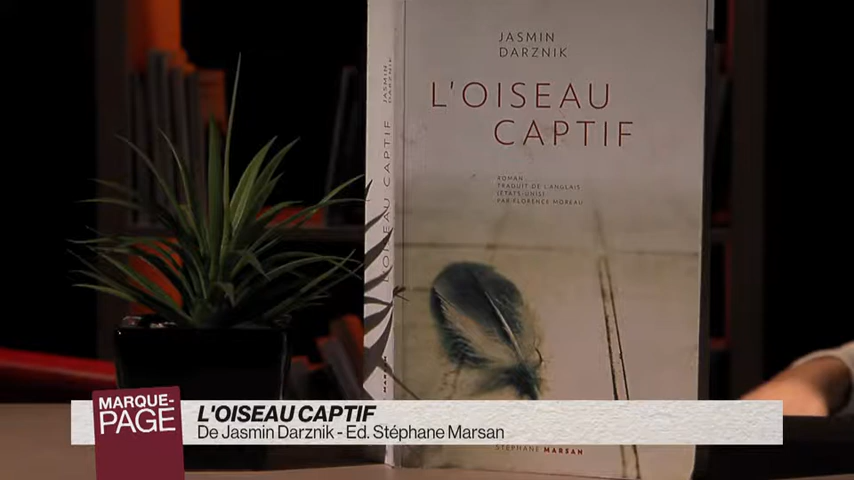 JASMIN
DARZNIK
L'OISEAU
CAPTIF
ROMAN
TRADUIT DE L'ANGLAIS
(ÉTATS-UNIS)
PAR FLORENCE MOREAU
JASMIN
DARZNIK
L'OISEAU CAPTIF
MARSAN
STÉPHANE MARSAN
MARQUE-
PAGE
L'OISEAU CAPTIF
De Jasmin Darznik - Ed. Stéphane Marsan